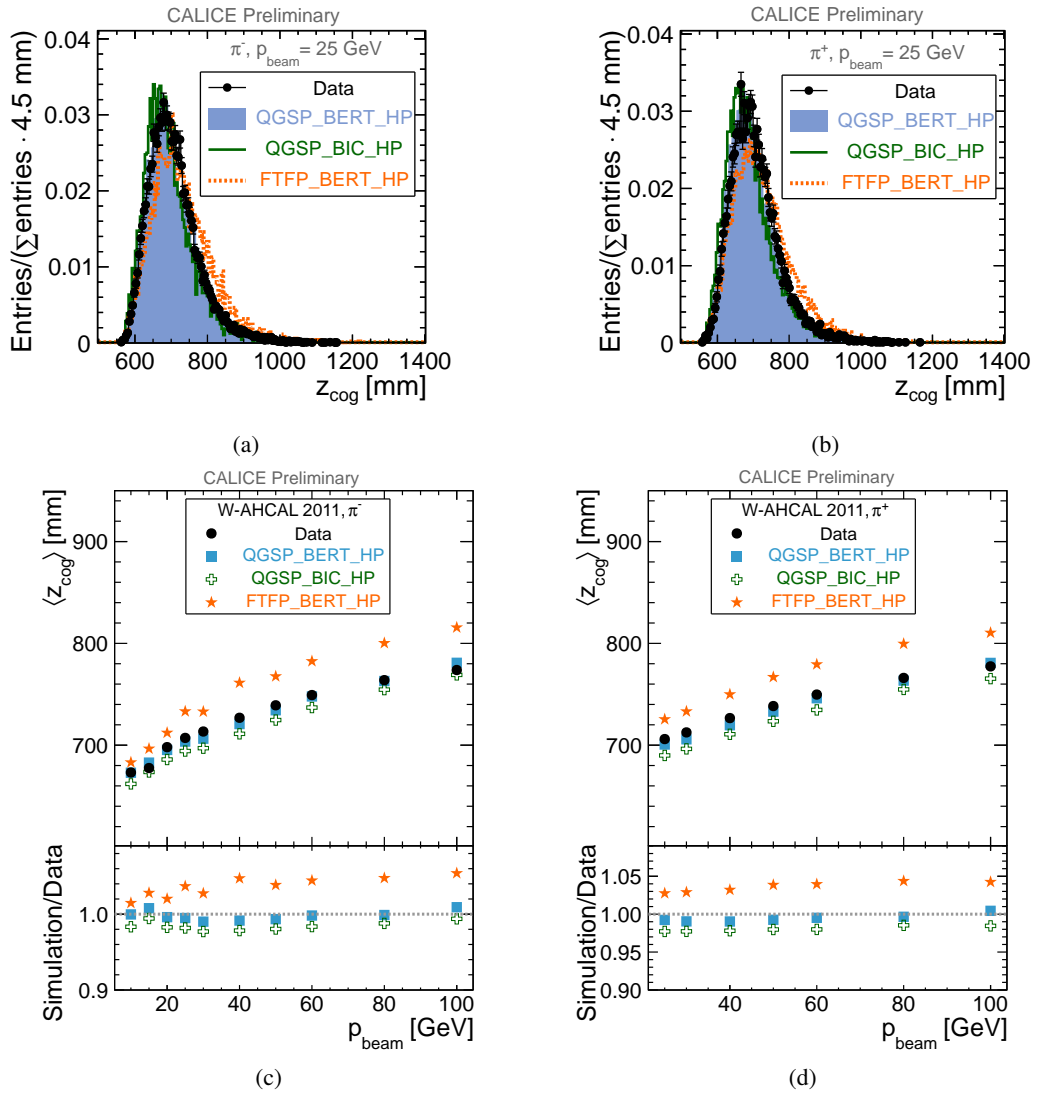 CALICE Preliminary
π⁻, p_beam = 25 GeV
Data
QGSP_BERT_HP
QGSP_BIC_HP
FTFP_BERT_HP
Entries/(∑entries · 4.5 mm)
0.04
0.03
0.02
0.01
0
600 800 1000 1200 1400
z_cog [mm]
(a)
CALICE Preliminary
π⁺, p_beam = 25 GeV
Data
QGSP_BERT_HP
QGSP_BIC_HP
FTFP_BERT_HP
Entries/(∑entries · 4.5 mm)
0.04
0.03
0.02
0.01
0
600 800 1000 1200 1400
z_cog [mm]
(b)
CALICE Preliminary
W-AHCAL 2011, π⁻
Data
QGSP_BERT_HP
QGSP_BIC_HP
FTFP_BERT_HP
⟨z_cog⟩ [mm]
900
800
700
Simulation/Data
1.0
0.9
20 40 60 80 100
p_beam [GeV]
(c)
CALICE Preliminary
W-AHCAL 2011, π⁺
Data
QGSP_BERT_HP
QGSP_BIC_HP
FTFP_BERT_HP
⟨z_cog⟩ [mm]
900
800
700
Simulation/Data
1.05
1.00
0.95
0.90
40 60 80 100
p_beam [GeV]
(d)